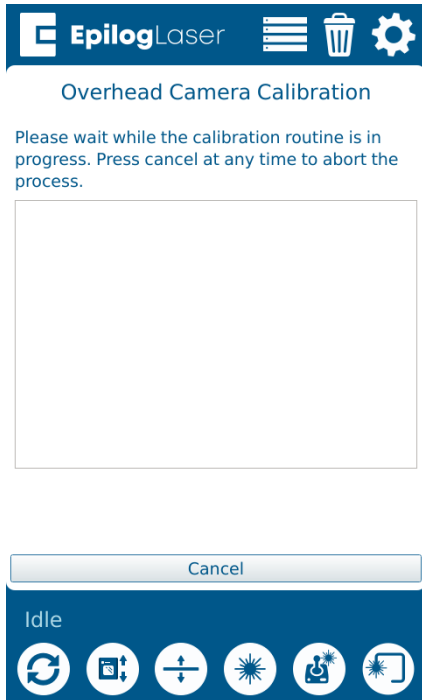 EpilogLaser
Overhead Camera Calibration
Please wait while the calibration routine is in
progress. Press cancel at any time to abort the
process.
Cancel
Idle